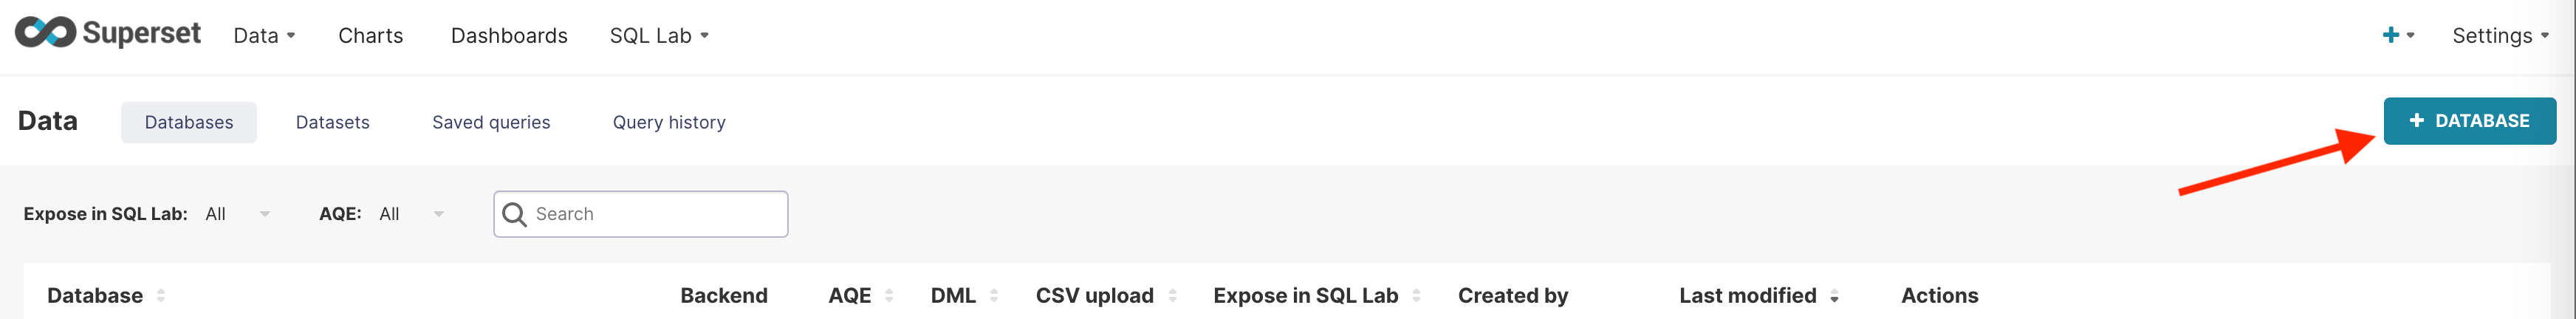 Superset Data Charts Dashboards SQL Lab + Settings
Data Databases Datasets Saved queries Query history + DATABASE
Expose in SQL Lab: All AQE: All Search
Database Backend AQE DML CSV upload Expose in SQL Lab Created by Last modified Actions